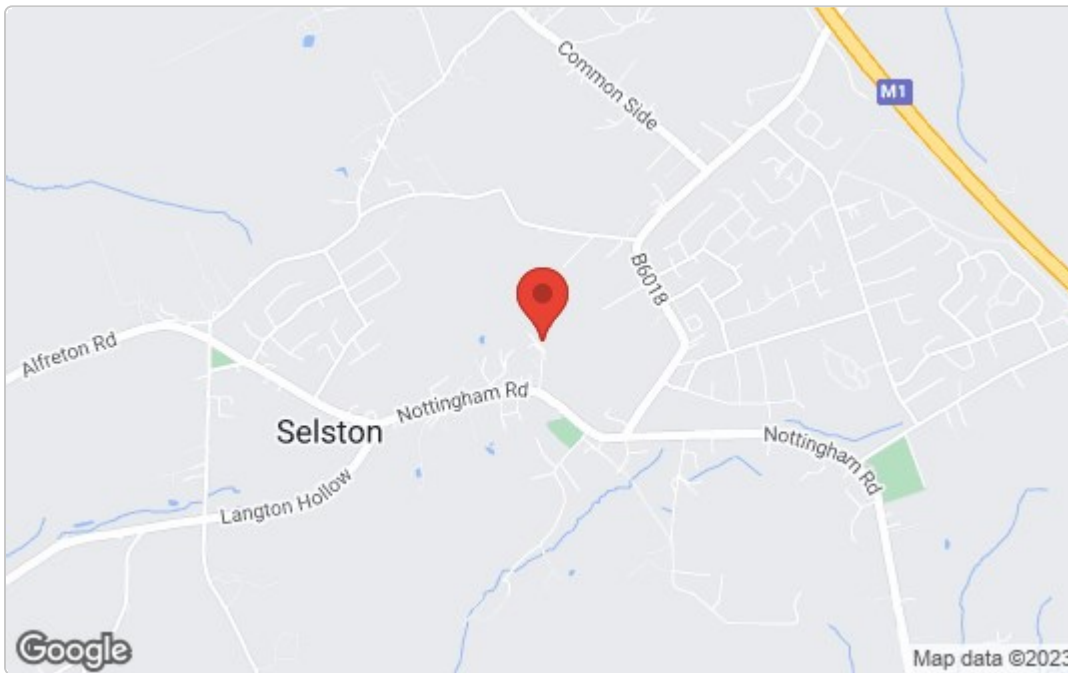 Common Side
M1
B6018
Alfreton Rd
Nottingham Rd
Selston
Nottingham Rd
Langton Hollow
Google
Map data ©2023